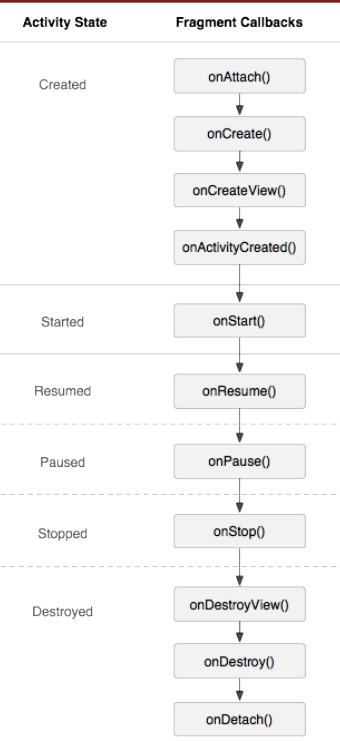 Activity State
Fragment Callbacks
Created
onAttach()
onCreate()
onCreateView()
onActivityCreated()
Started
onStart()
Resumed
onResume()
Paused
onPause()
Stopped
onStop()
Destroyed
onDestroyView()
onDestroy()
onDetach()